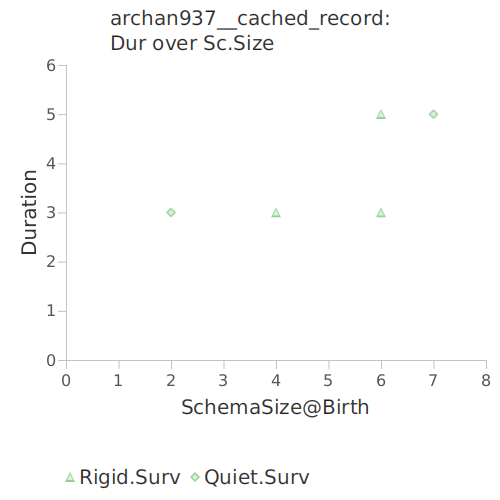 archan937__cached_record:
Dur over Sc.Size
6
5
4
3
2
1
0
Duration
0 1 2 3 4 5 6 7 8
SchemaSize@Birth
Rigid.Surv Quiet.Surv